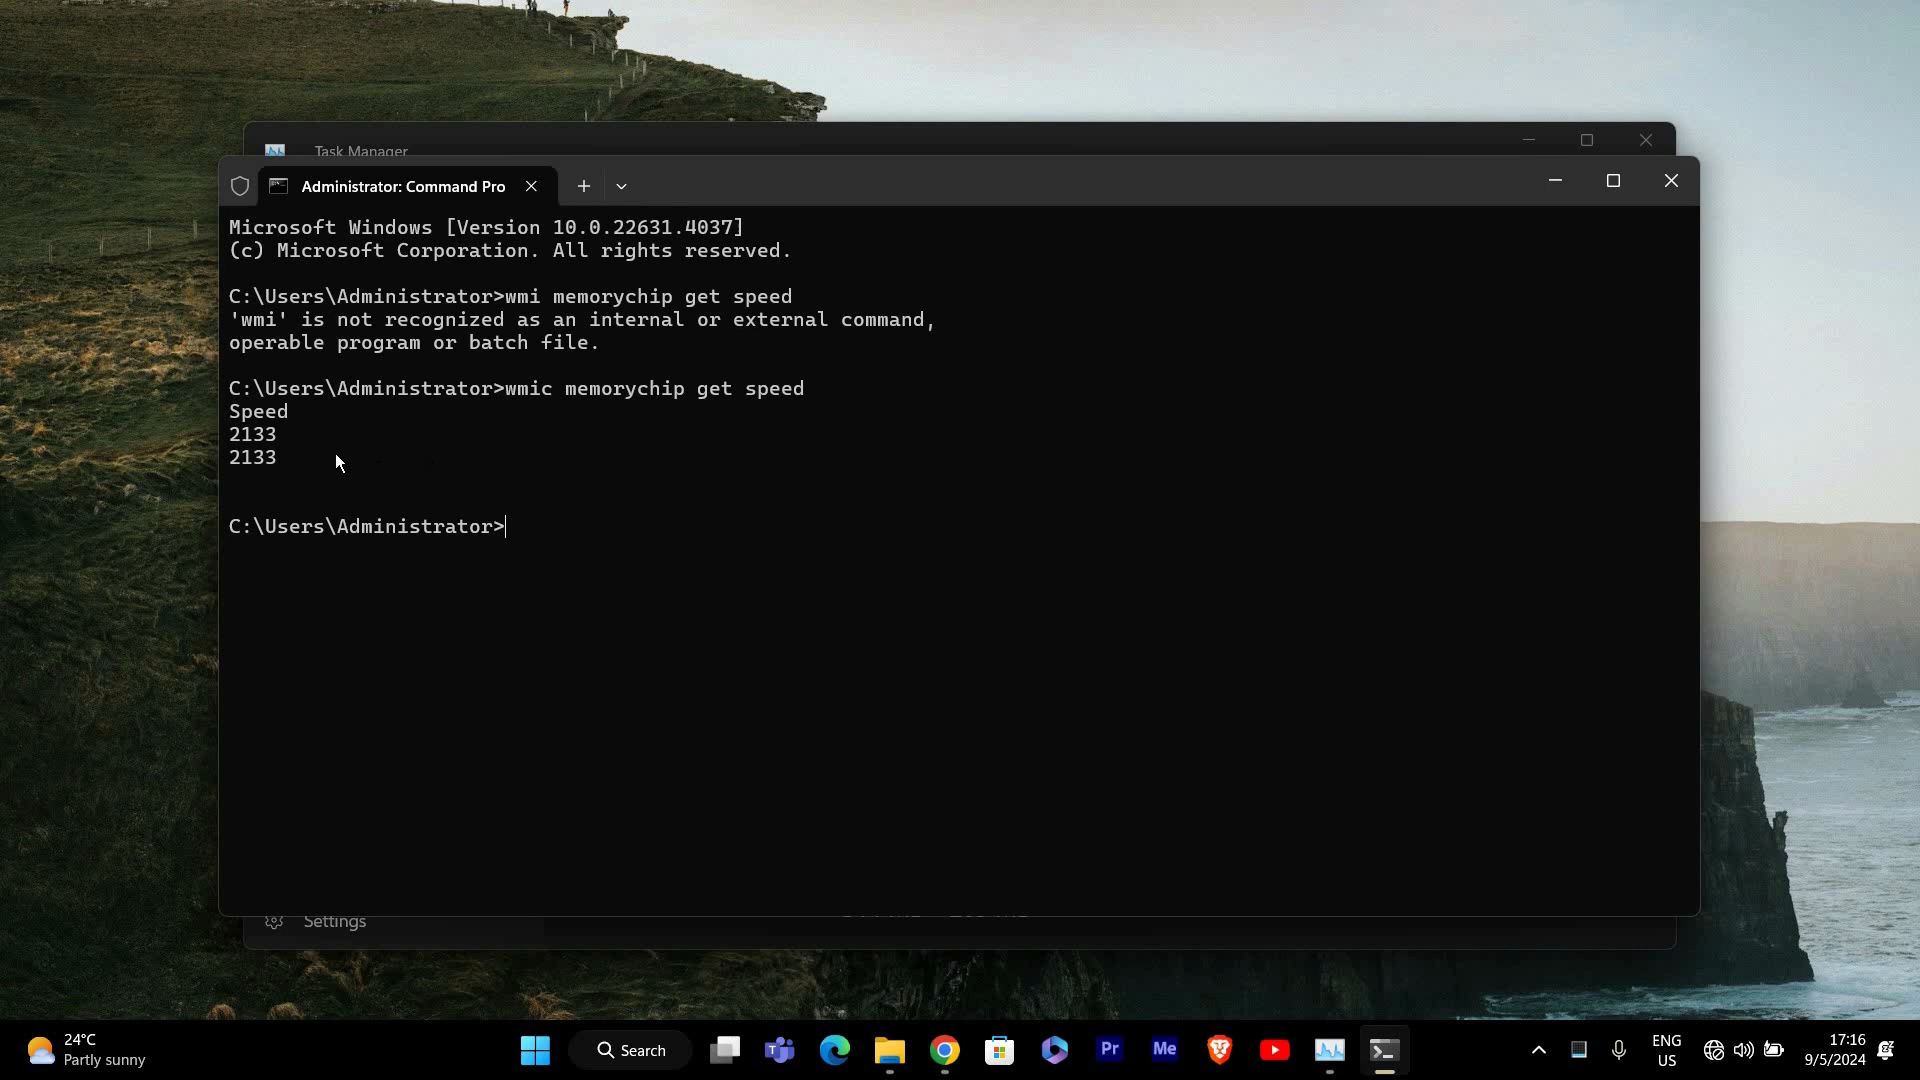 Task Manager
Administrator: Command Pro
Microsoft Windows [Version 10.0.22631.4037]
(c) Microsoft Corporation. All rights reserved.
C:\Users\Administrator>wmi memorychip get speed
'wmi' is not recognized as an internal or external command,
operable program or batch file.
C:\Users\Administrator>wmic memorychip get speed
Speed
2133
2133
C:\Users\Administrator>
Settings
24°C
Partly sunny
Search
Pr
Me
ENG
US
17:16
9/5/2024